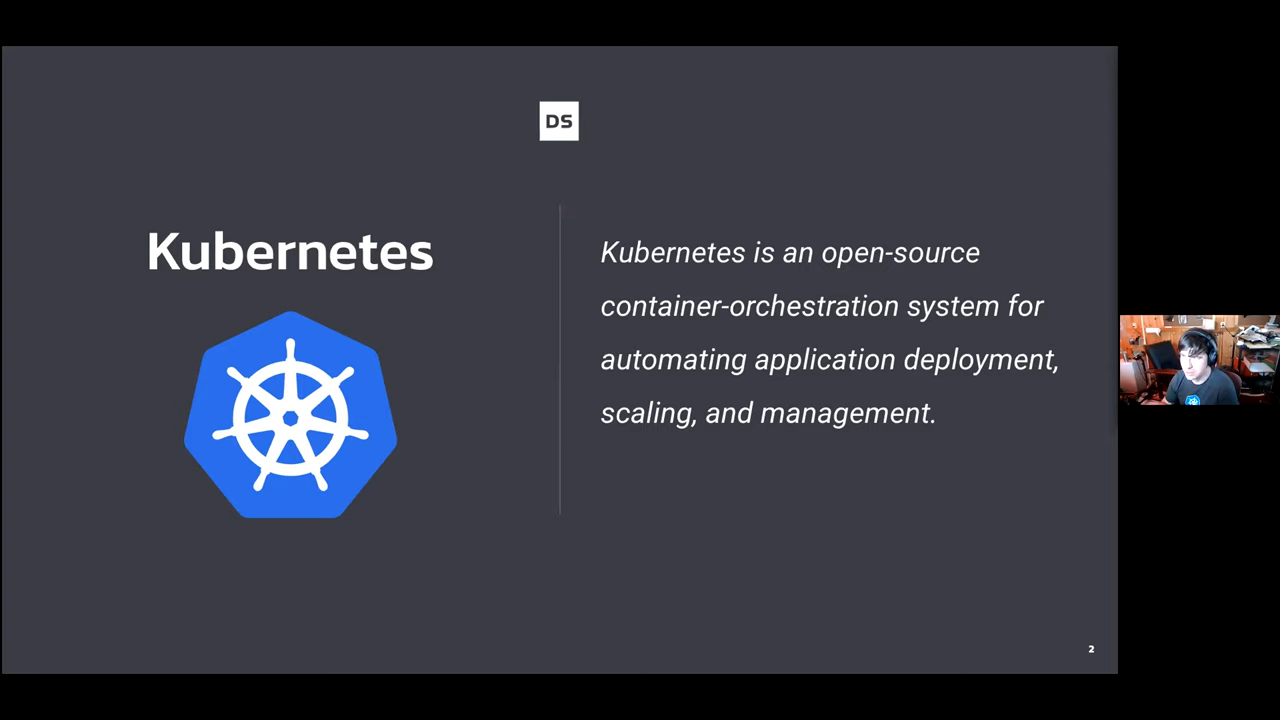 DS
Kubernetes
Kubernetes is an open-source
container-orchestration system for
automating application deployment,
scaling, and management.
2